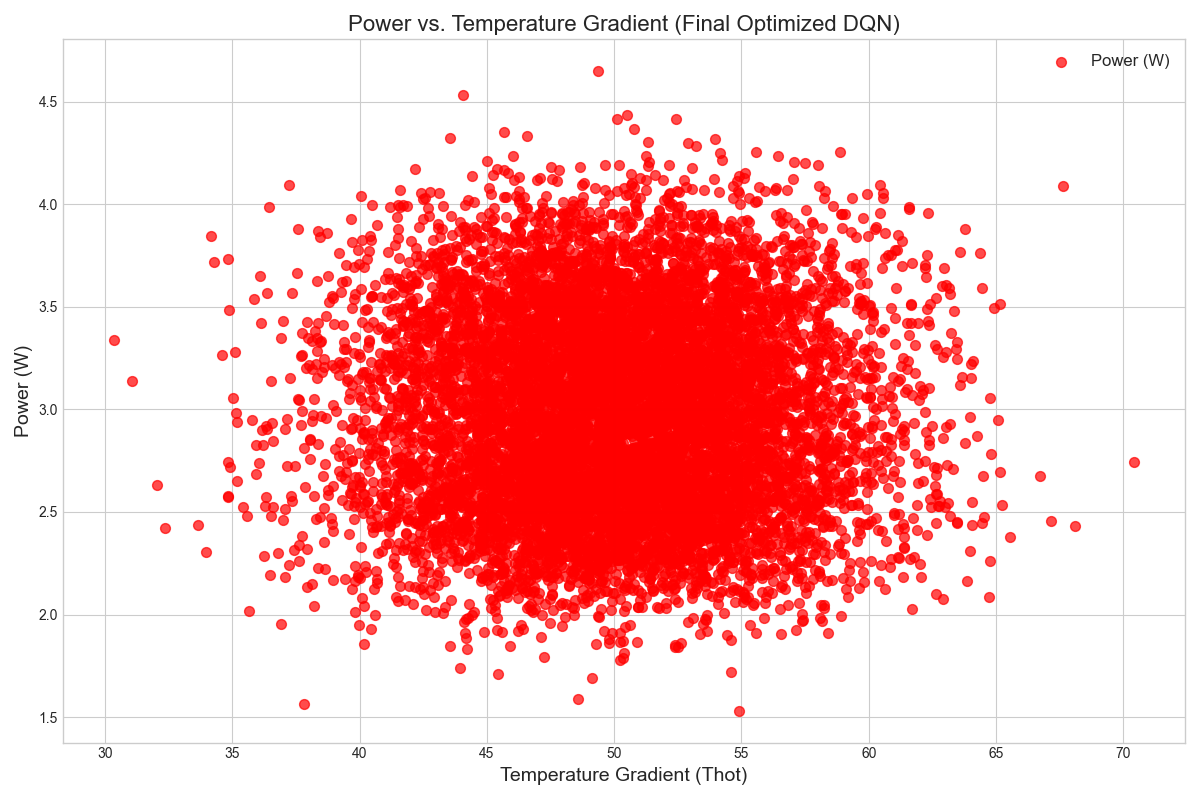 Power vs. Temperature Gradient (Final Optimized DQN)
Power (W)
4.5
4.0
3.5
3.0
2.5
2.0
1.5
Power (W)
30 35 40 45 50 55 60 65 70
Temperature Gradient (Thot)